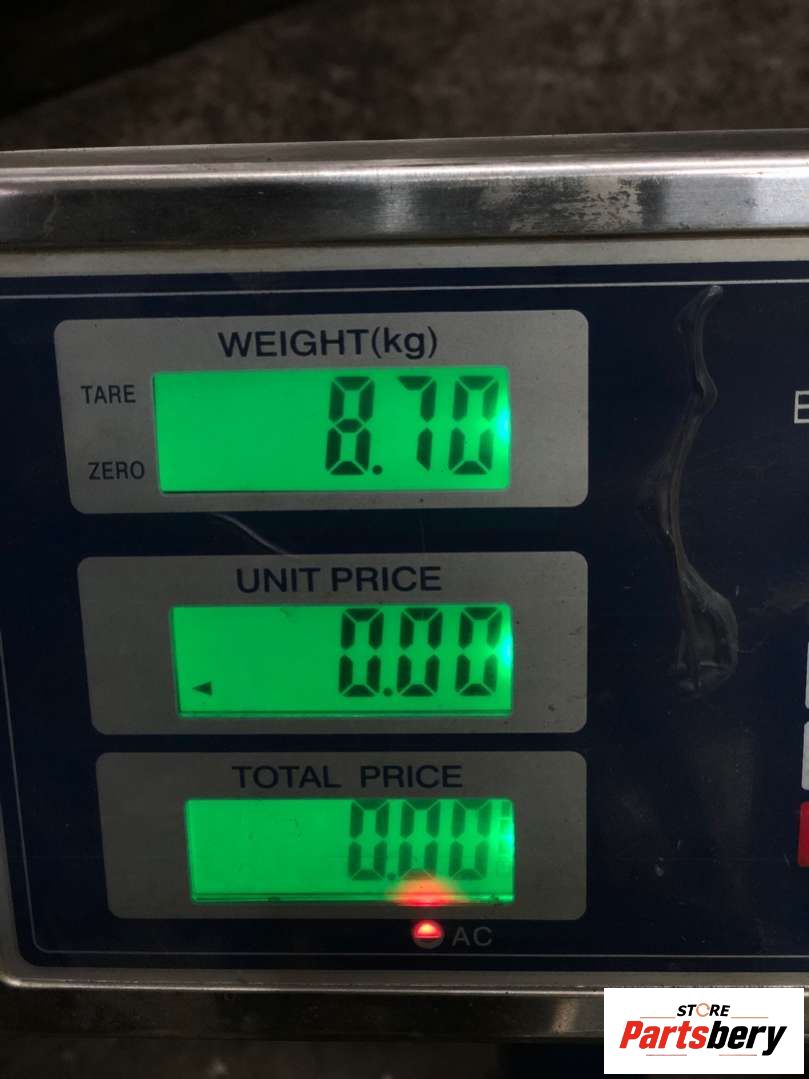 WEIGHT(kg)
TARE
8.70
ZERO
UNIT PRICE
0.00
TOTAL PRICE
0.00
AC
STORE
Partsbery